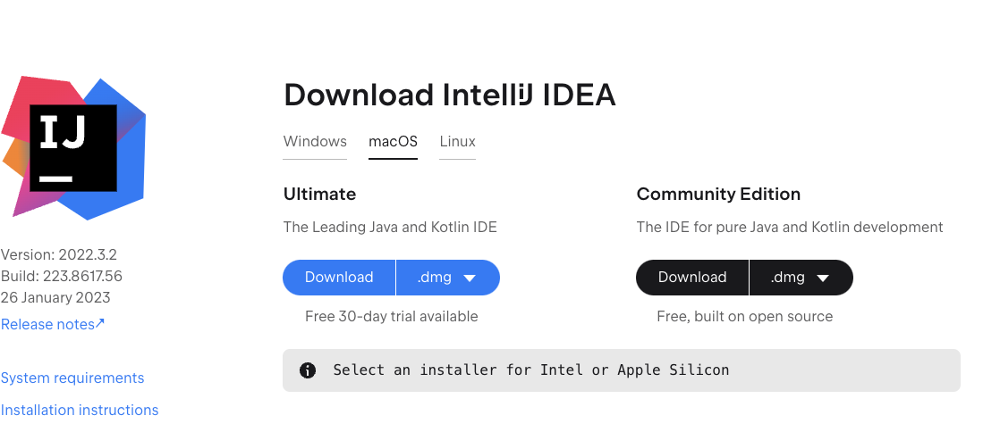 IJ
Version: 2022.3.2
Build: 223.8617.56
26 January 2023
Release notes↗
System requirements
Installation instructions
Download IntelliJ IDEA
Windows macOS Linux
Ultimate
The Leading Java and Kotlin IDE
Download .dmg
Free 30-day trial available
Community Edition
The IDE for pure Java and Kotlin development
Download .dmg
Free, built on open source
Select an installer for Intel or Apple Silicon